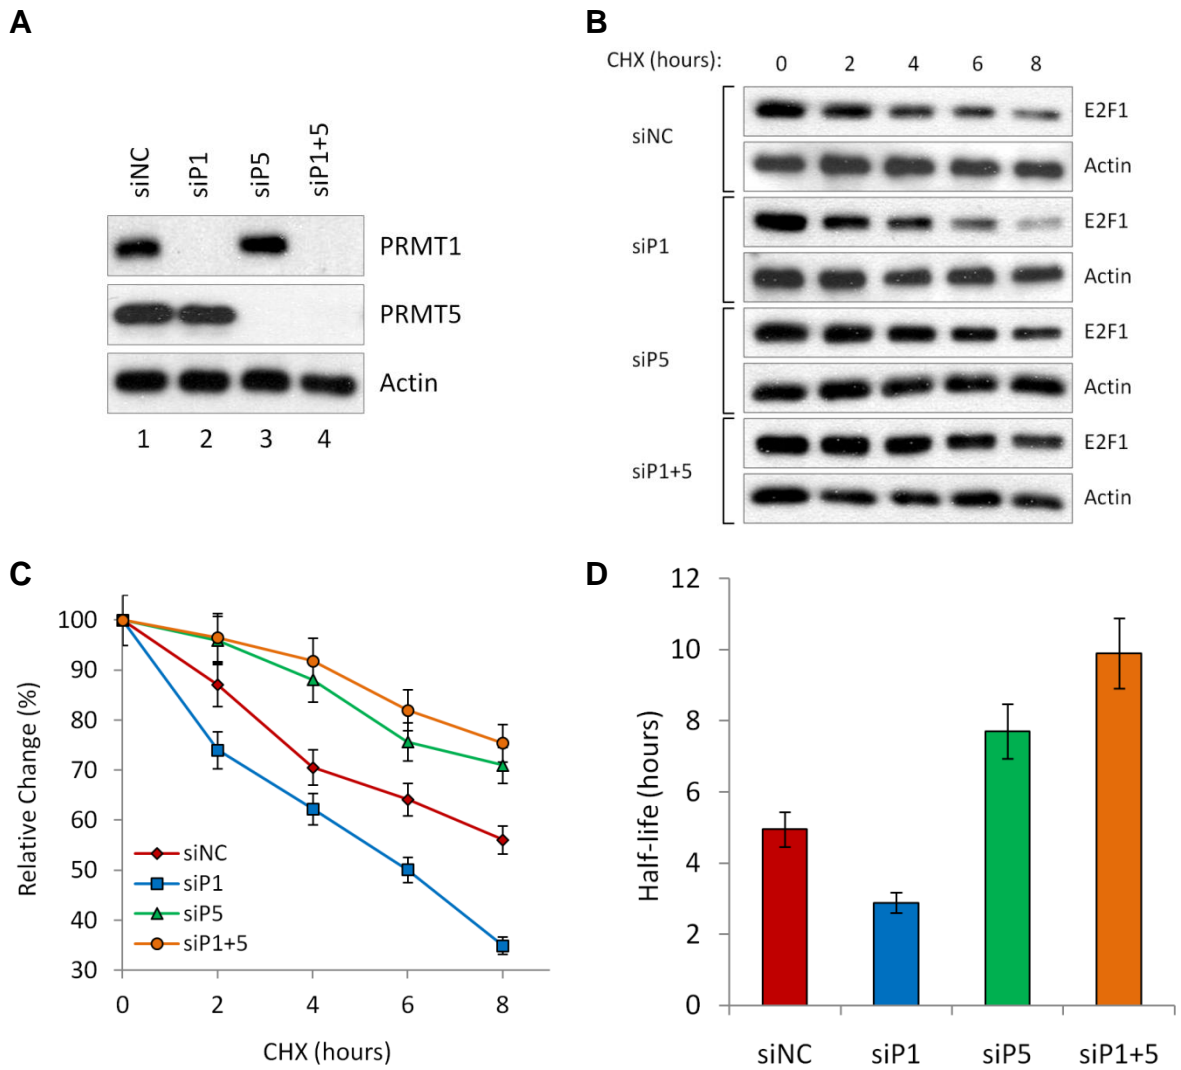 A
siNC siP1 siP5 siP1+5
PRMT1
PRMT5
Actin
1 2 3 4
B
CHX (hours): 0 2 4 6 8
siNC
E2F1
Actin
siP1
E2F1
Actin
siP5
E2F1
Actin
siP1+5
E2F1
Actin
C
Relative Change (%)
100
90
80
70
60
50
40
30
siNC
siP1
siP5
siP1+5
0 2 4 6 8
CHX (hours)
D
Half-life (hours)
12
10
8
6
4
2
0
siNC siP1 siP5 siP1+5